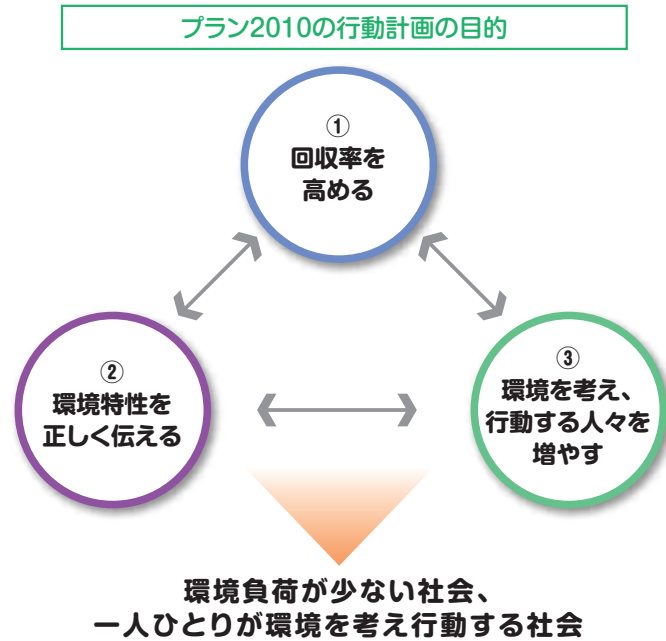 プラン2010の行動計画の目的
①
回収率を
高める
②
環境特性を
正しく伝える
③
環境を考え、
行動する人々を
増やす
環境負荷が少ない社会、
一人ひとりが環境を考え行動する社会